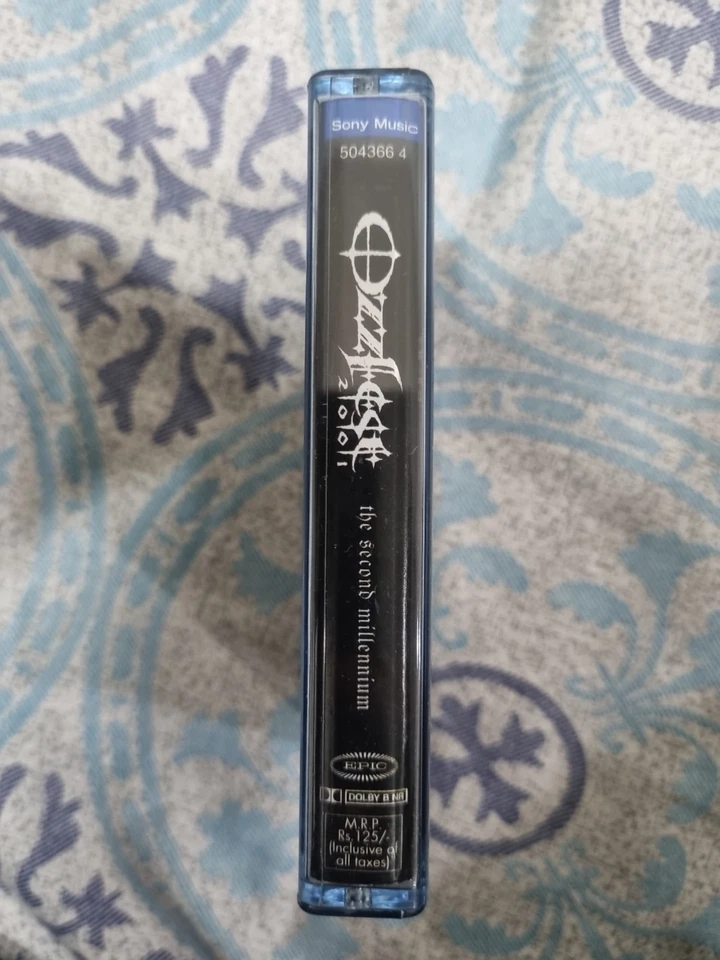 Sony Music
504366 4
Ozzfest
2001
the second millennium
EPIC
DOLBY B NR
M.R.P.
Rs. 125/-
(Inclusive of
all taxes)